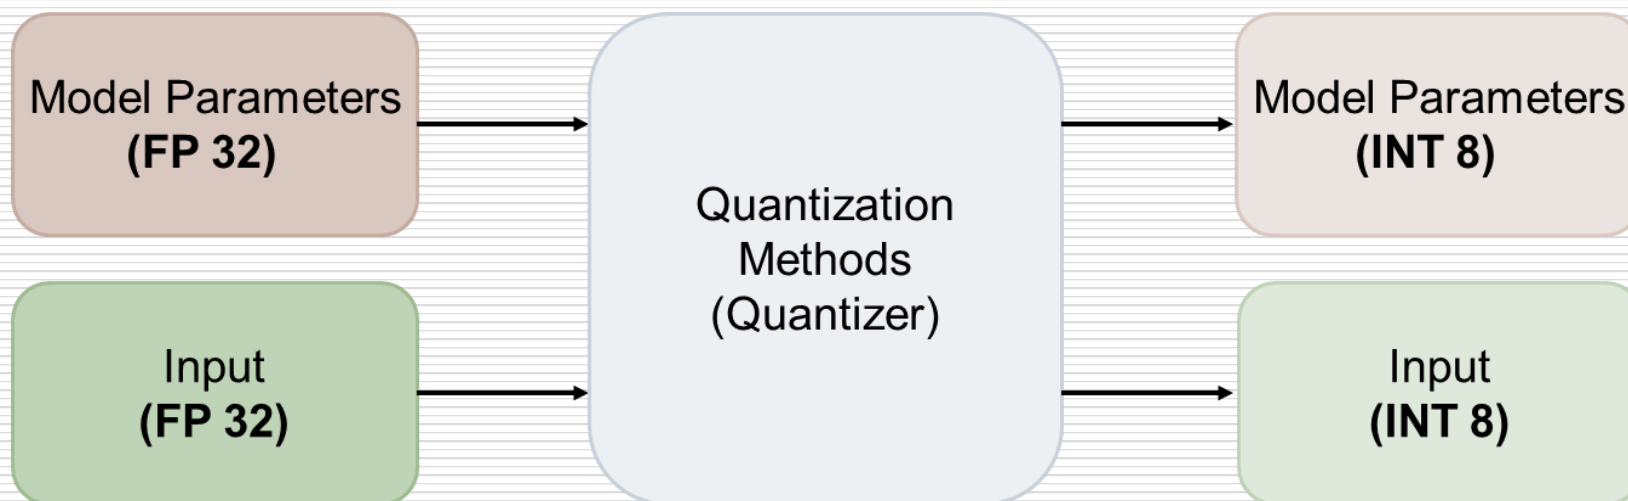 Model Parameters
(FP 32)
Quantization
Methods
(Quantizer)
Model Parameters
(INT 8)
Input
(FP 32)
Input
(INT 8)